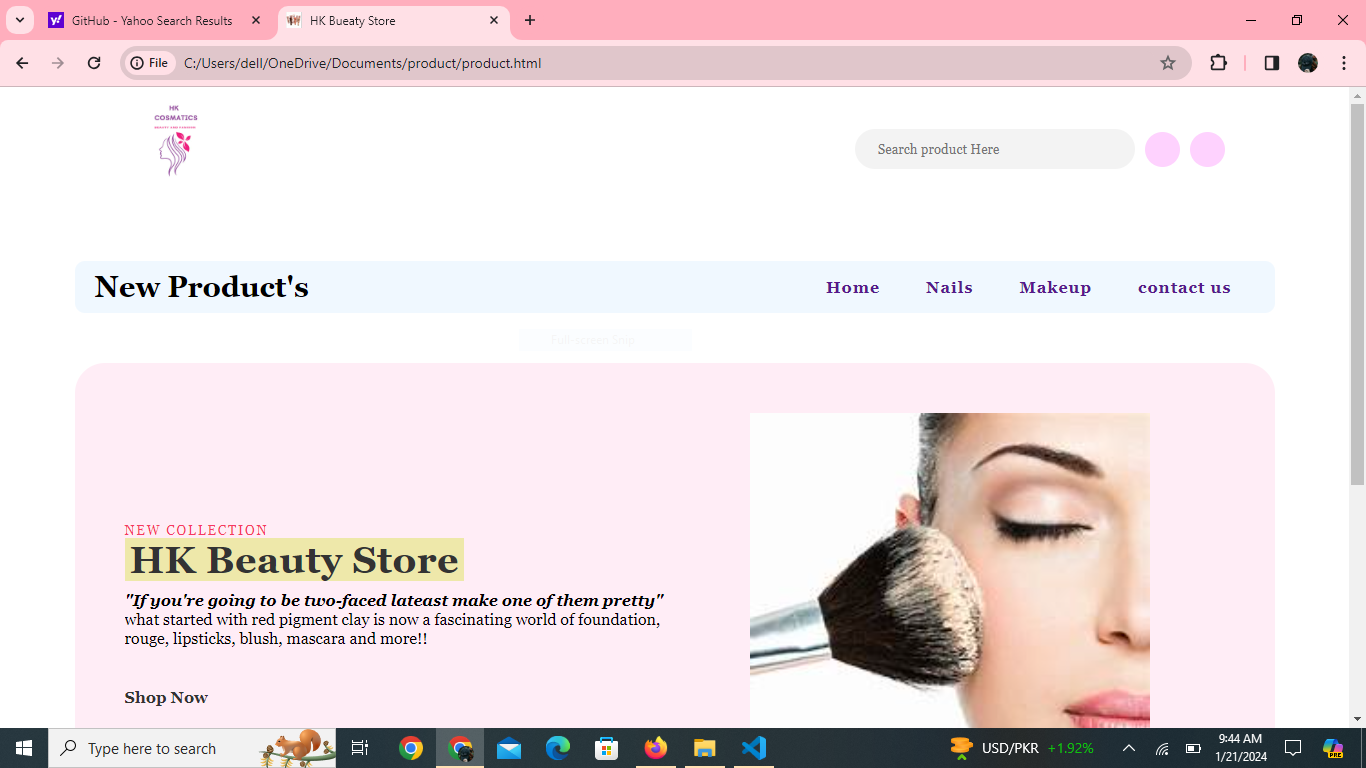 GitHub - Yahoo Search Results
HK Bueaty Store
File
C:/Users/dell/OneDrive/Documents/product/product.html
HK
COSMATICS
Search product Here
New Product's
Home
Nails
Makeup
contact us
Full-screen Snip
NEW COLLECTION
HK Beauty Store
"If you're going to be two-faced lateast make one of them pretty"
what started with red pigment clay is now a fascinating world of foundation,
rouge, lipsticks, blush, mascara and more!!
Shop Now
Type here to search
USD/PKR +1.92%
9:44 AM
1/21/2024
PRE